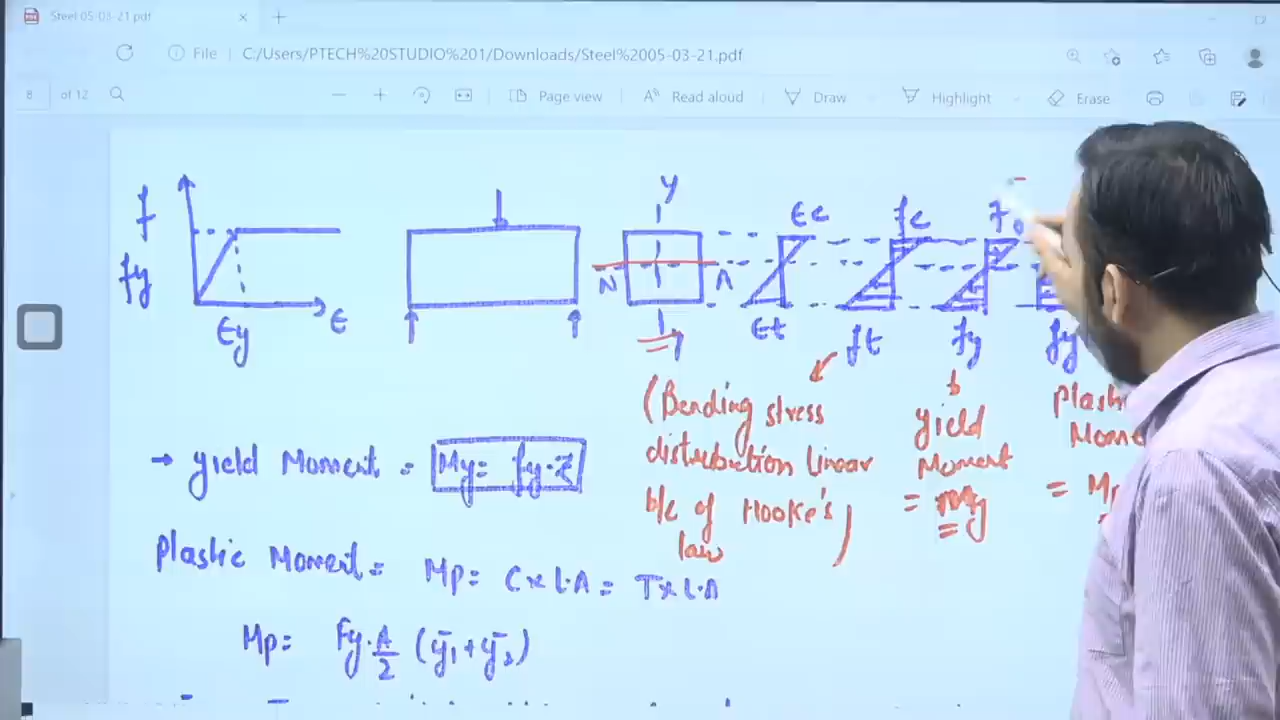 Steel 05-03-21.pdf
File C:/Users/PTECH%20STUDIO%201/Downloads/Steel%2005-03-21.pdf
8 of 12 Page view Read aloud Draw Highlight Erase
f
fy
Ey E
y
N A
Ec
Et
fc
ft
fy
fy
(Bending stress
distribution linear
b/c of Hooke's
law)
yield
Moment
= My
Plastic
Mome
= Mp
→ yield Moment = My = fy·Z
Plastic Moment = Mp = C x L·A = T x L·A
Mp = Fy·A/2 (ȳ1 + ȳ2)